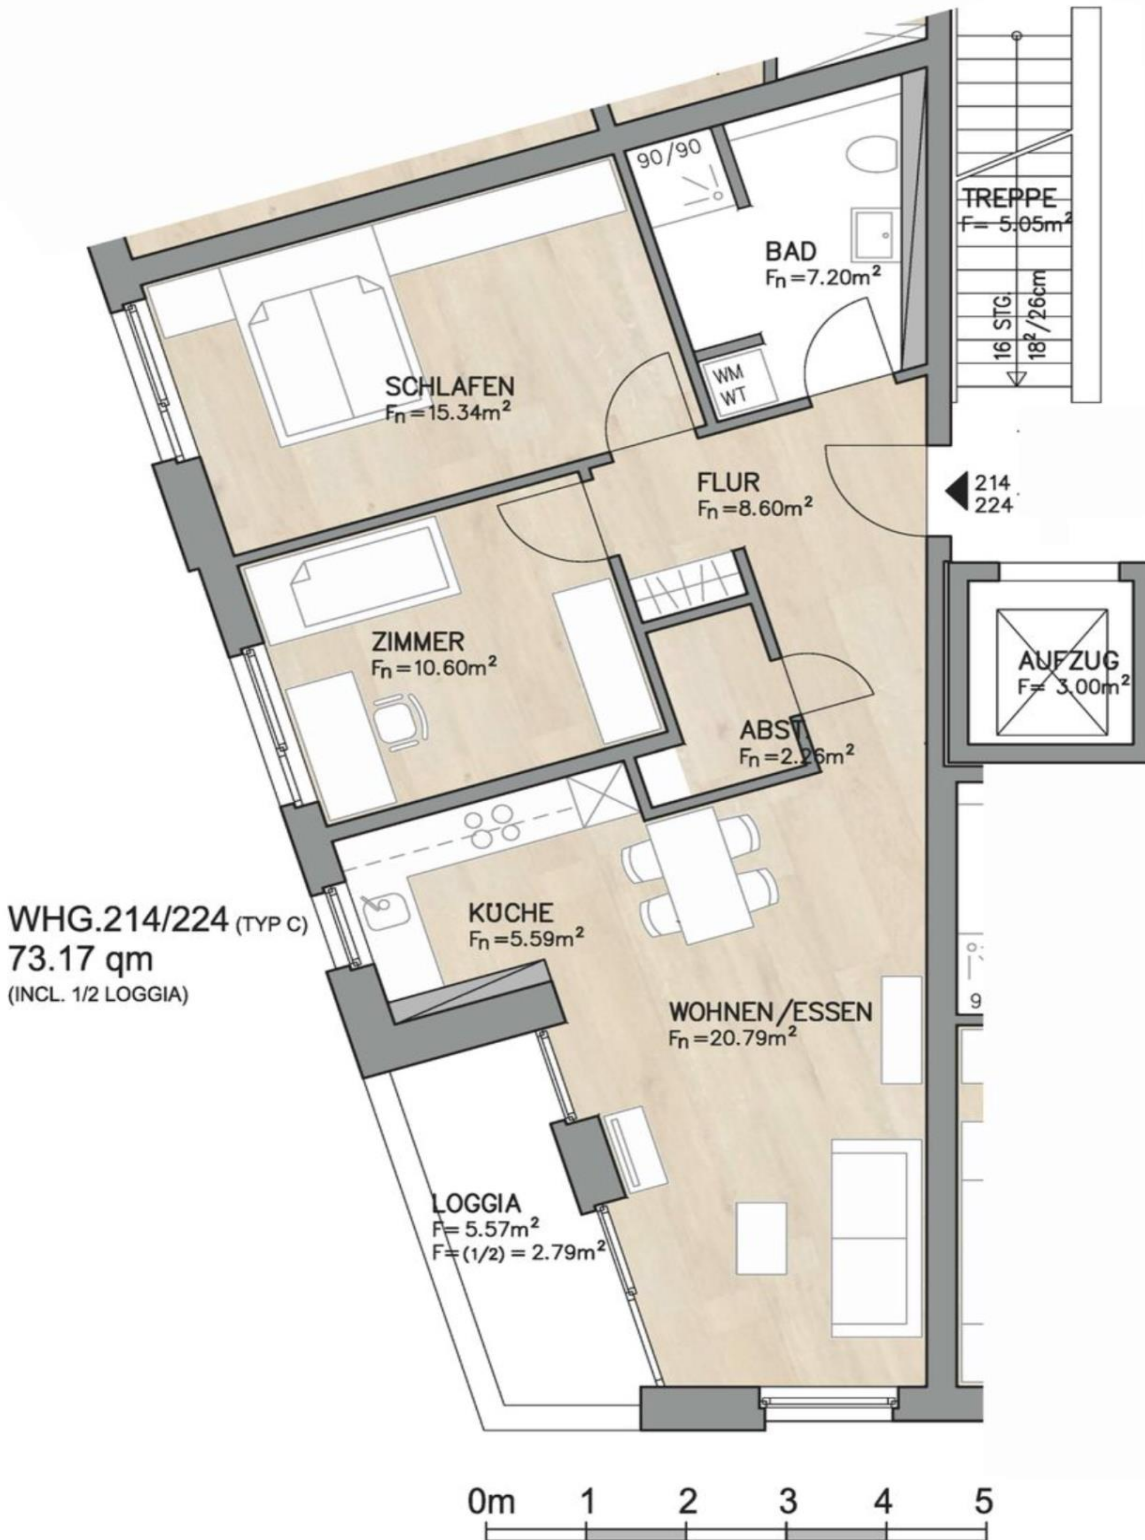 90/90
TREPPE
F= 5.05m²
BAD
Fn=7.20m²
16 STG.
18²/26cm
WM
WT
SCHLAFEN
Fn=15.34m²
FLUR
Fn=8.60m²
214
224
ZIMMER
Fn=10.60m²
AUFZUG
F= 3.00m²
ABST.
Fn=2.26m²
WHG.214/224 (TYP C)
73.17 qm
(INCL. 1/2 LOGGIA)
KÜCHE
Fn=5.59m²
9
WOHNEN/ESSEN
Fn=20.79m²
LOGGIA
F= 5.57m²
F=(1/2) = 2.79m²
0m 1 2 3 4 5